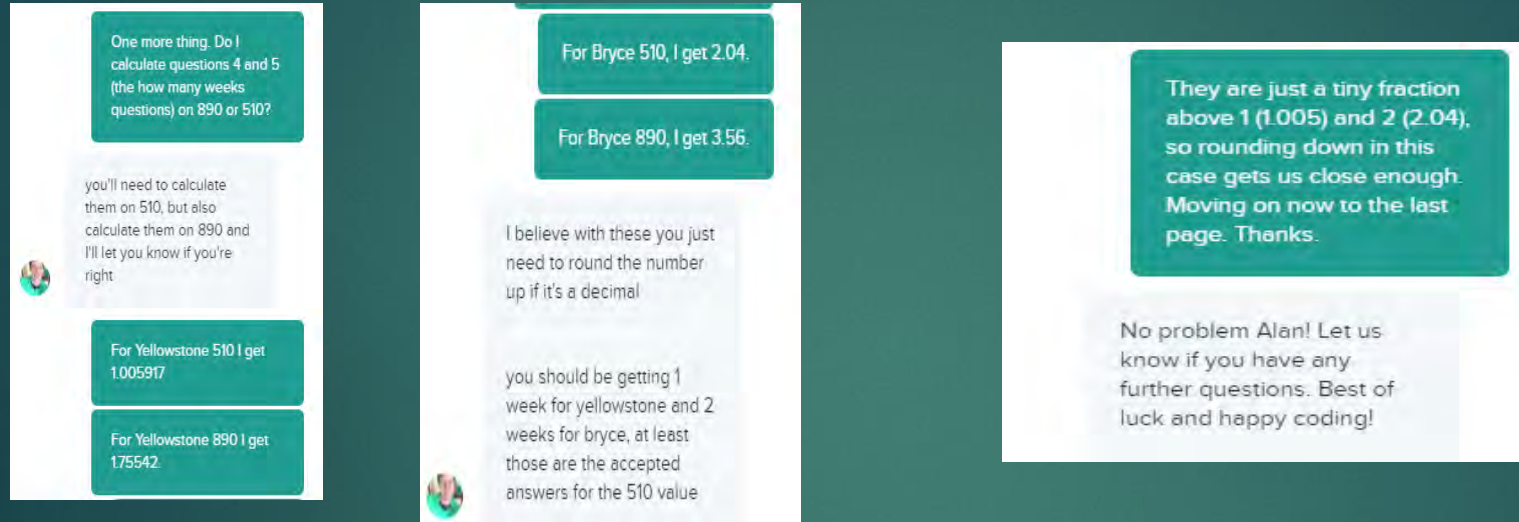 One more thing. Do I
calculate questions 4 and 5
(the how many weeks
questions) on 890 or 510?
you'll need to calculate
them on 510, but also
calculate them on 890 and
I'll let you know if you're
right
For Yellowstone 510 I get
1.005917
For Yellowstone 890 I get
1.75542.
For Bryce 510, I get 2.04.
For Bryce 890, I get 3.56.
I believe with these you just
need to round the number
up if it's a decimal
you should be getting 1
week for yellowstone and 2
weeks for bryce, at least
those are the accepted
answers for the 510 value
They are just a tiny fraction
above 1 (1.005) and 2 (2.04),
so rounding down in this
case gets us close enough.
Moving on now to the last
page. Thanks.
No problem Alan! Let us
know if you have any
further questions. Best of
luck and happy coding!